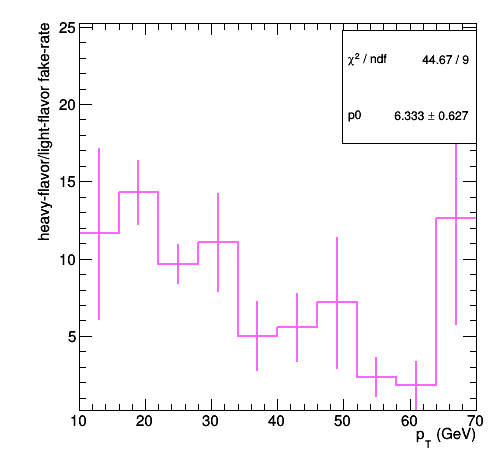 heavy-flavor/light-flavor fake-rate
25
20
15
10
5
χ² / ndf 44.67 / 9
p0 6.333 ± 0.627
10 20 30 40 50 60 70
p_T (GeV)